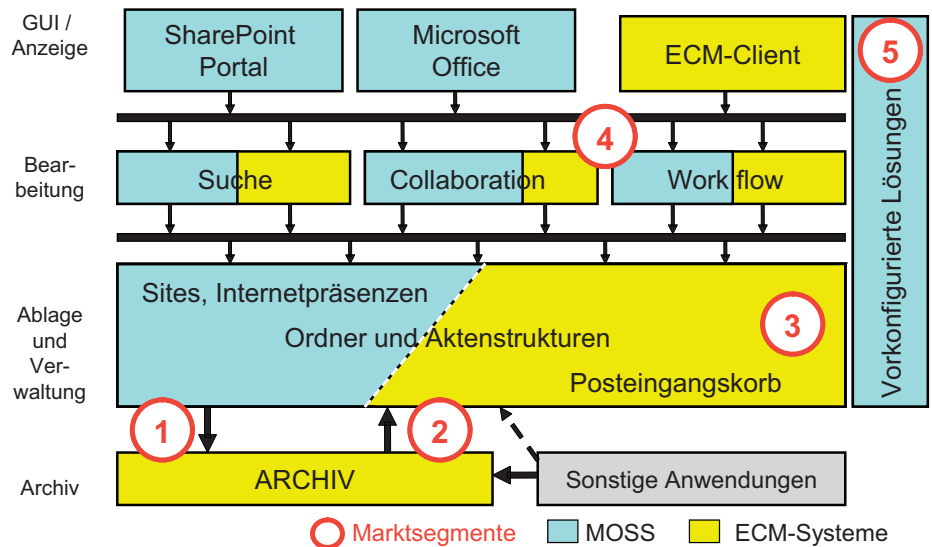 GUI /
Anzeige
SharePoint
Portal
Microsoft
Office
ECM-Client
5
Vorkonfigurierte Lösungen
4
Bear-
beitung
Suche
Collaboration
Work flow
Ablage
und
Ver-
waltung
Sites, Internetpräsenzen
Ordner und Aktenstrukturen
3
Posteingangskorb
1
2
Archiv
ARCHIV
Sonstige Anwendungen
Marktsegmente
MOSS
ECM-Systeme